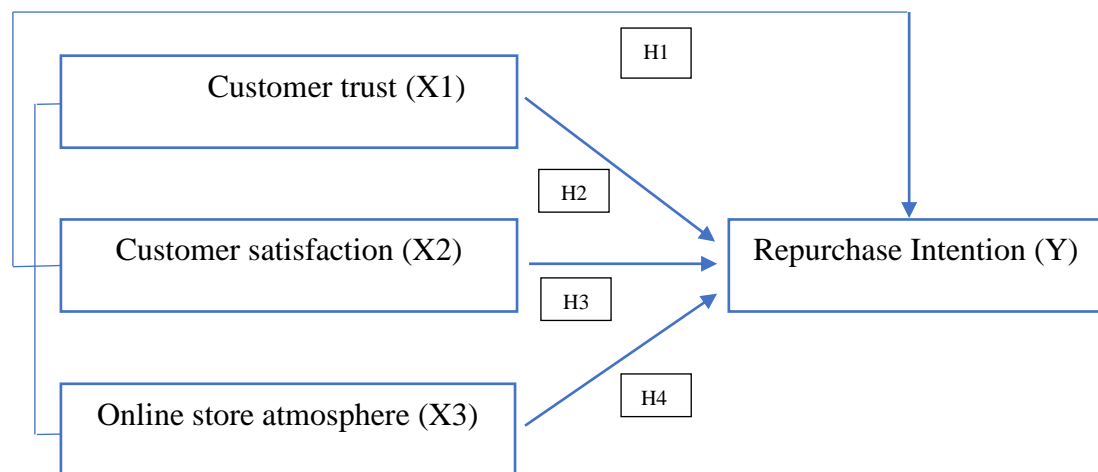 H1
Customer trust (X1)
H2
Customer satisfaction (X2)
Repurchase Intention (Y)
H3
Online store atmosphere (X3)
H4